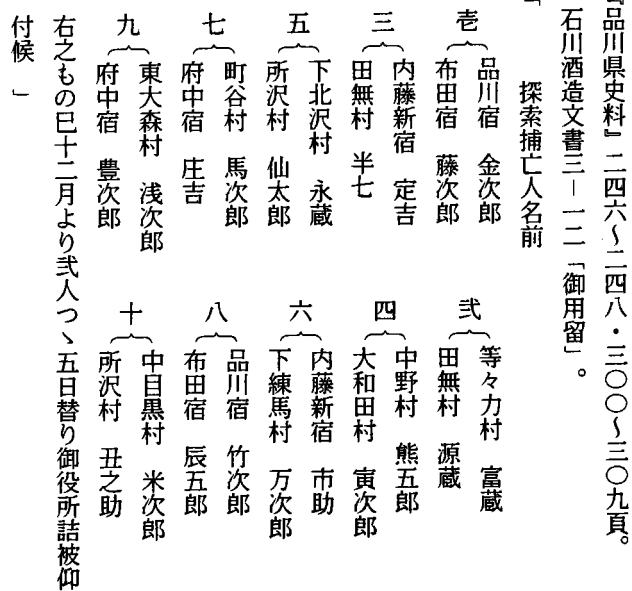 『品川県史料』二四六〜二四八・三〇〇〜三〇九頁。
石川酒造文書三―一二「御用留」。
「　探索捕亡人名前
壱　品川宿　金次郎
布田宿　藤次郎
弐　等々力村　富蔵
田無村　源蔵
三　内藤新宿　定吉
田無村　半七
四　中野村　熊五郎
大和田村　寅次郎
五　下北沢村　永蔵
所沢村　仙太郎
六　内藤新宿　市助
下練馬村　万次郎
七　町谷村　馬次郎
府中宿　庄吉
八　品川宿　竹次郎
布田宿　辰五郎
九　東大森村　浅次郎
府中宿　豊次郎
十　中目黒村　米次郎
所沢村　丑之助
右之もの巳十二月より弐人つゝ五日替り御役所詰被仰
付候　」